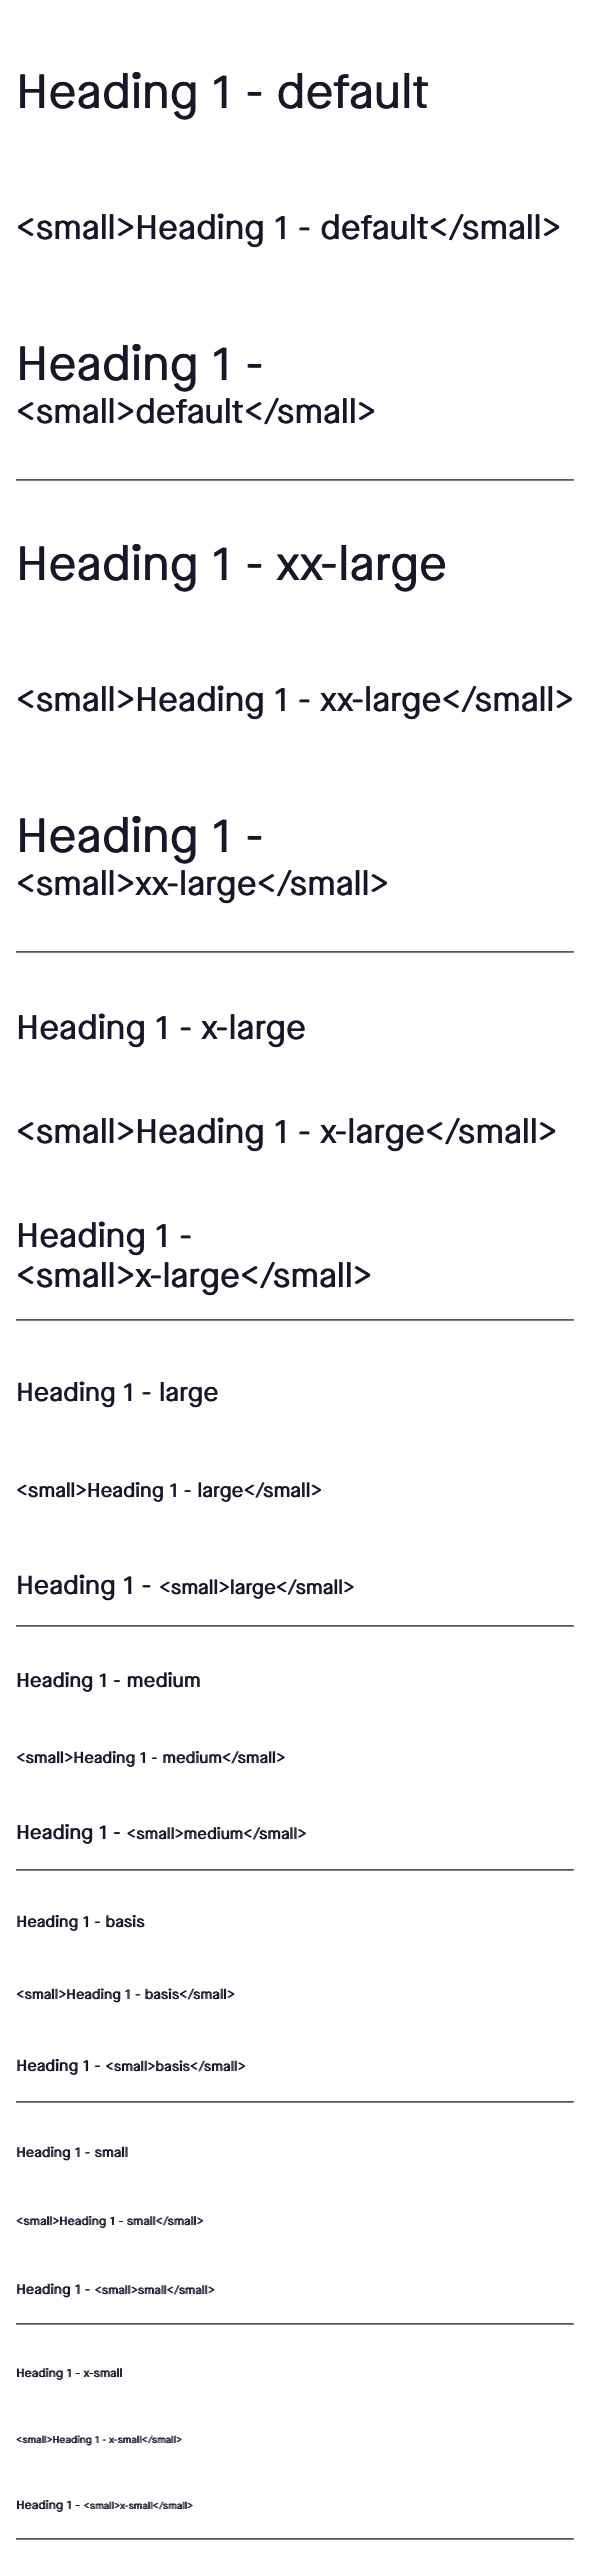 Heading 1 - default
<small>Heading 1 - default</small>
Heading 1 -
<small>default</small>
Heading 1 - xx-large
<small>Heading 1 - xx-large</small>
Heading 1 -
<small>xx-large</small>
Heading 1 - x-large
<small>Heading 1 - x-large</small>
Heading 1 -
<small>x-large</small>
Heading 1 - large
<small>Heading 1 - large</small>
Heading 1 - <small>large</small>
Heading 1 - medium
<small>Heading 1 - medium</small>
Heading 1 - <small>medium</small>
Heading 1 - basis
<small>Heading 1 - basis</small>
Heading 1 - <small>basis</small>
Heading 1 - small
<small>Heading 1 - small</small>
Heading 1 - <small>small</small>
Heading 1 - x-small
<small>Heading 1 - x-small</small>
Heading 1 - <small>x-small</small>